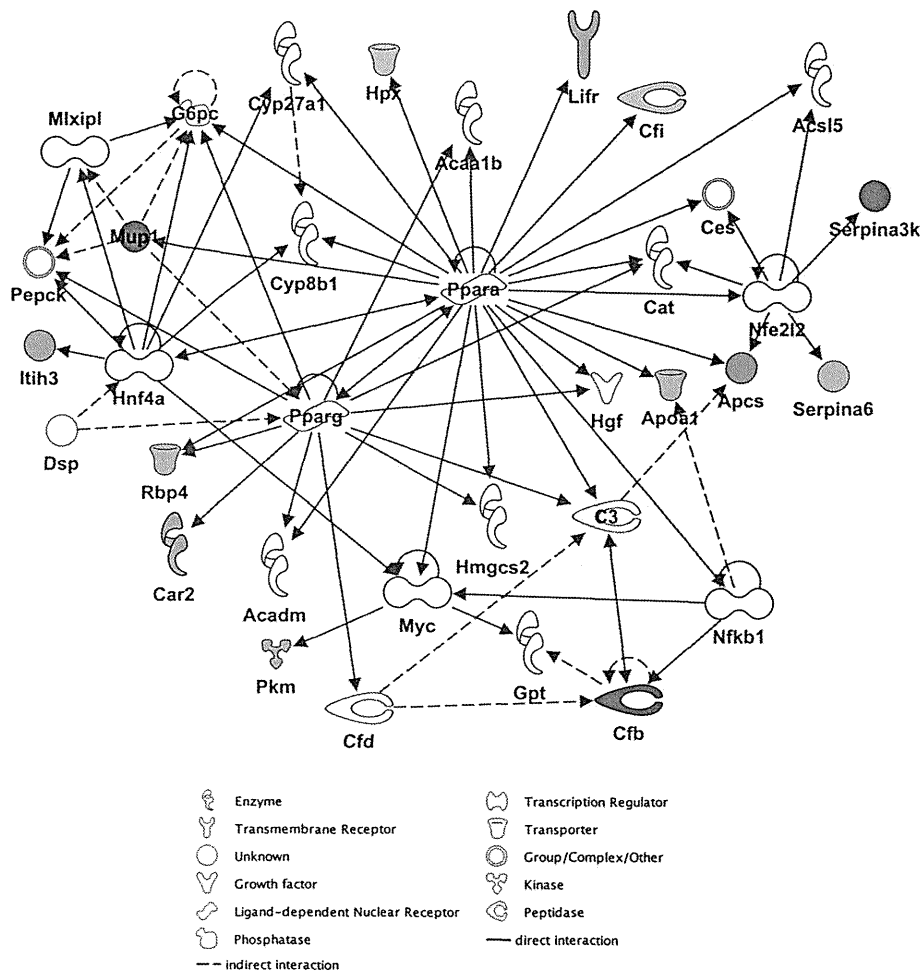 Cyp27a1
Hpx
Lifr
Cfi
Acsl5
G6pc
Mlxipl
Acaa1b
Ces
Serpina3k
Mup1
Cyp8b1
Ppara
Cat
Nfe2l2
Pepck
Itih3
Hnf4a
Pparg
Hgf
Apoa1
Apcs
Serpina6
Dsp
Rbp4
C3
Car2
Acadm
Hmgcs2
Myc
Nfkb1
Pkm
Gpt
Cfd
Cfb
Enzyme
Transcription Regulator
Transmembrane Receptor
Transporter
Unknown
Group/Complex/Other
Growth factor
Kinase
Ligand-dependent Nuclear Receptor
Peptidase
Phosphatase
direct interaction
indirect interaction